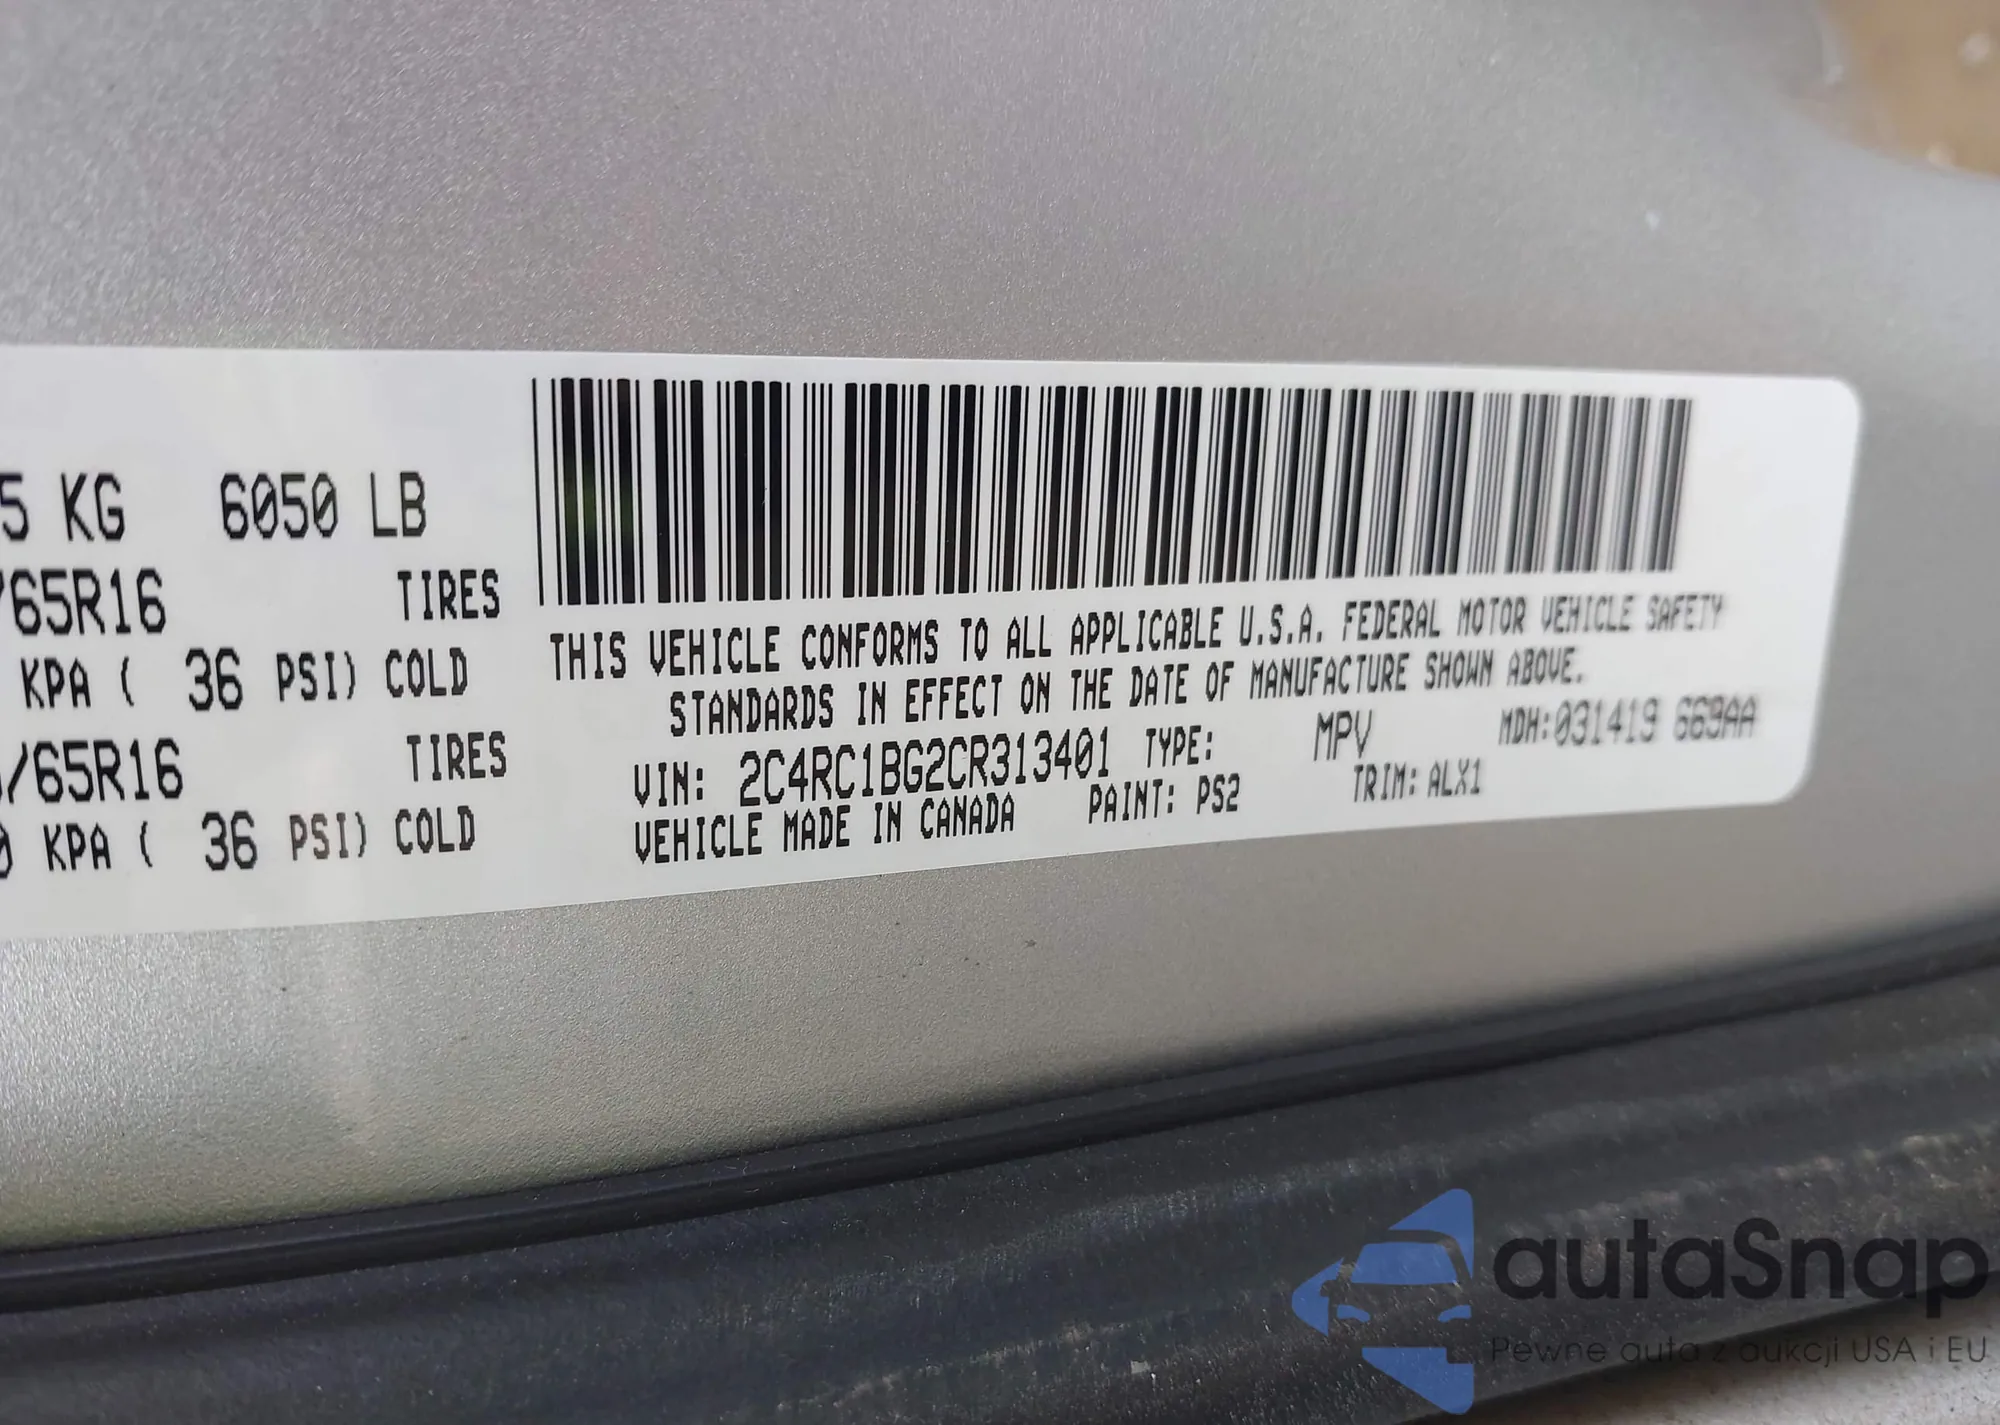 5 KG 6050 LB
/65R16 TIRES
KPA ( 36 PSI) COLD
/65R16 TIRES
0 KPA ( 36 PSI) COLD
THIS VEHICLE CONFORMS TO ALL APPLICABLE U.S.A. FEDERAL MOTOR VEHICLE SAFETY
STANDARDS IN EFFECT ON THE DATE OF MANUFACTURE SHOWN ABOVE.
VIN: 2C4RC1BG2CR313401 TYPE: MPV MDH:031419 669AA
VEHICLE MADE IN CANADA PAINT: PS2 TRIM: ALX1
autaSnap
Pewne auta z aukcji USA i EU